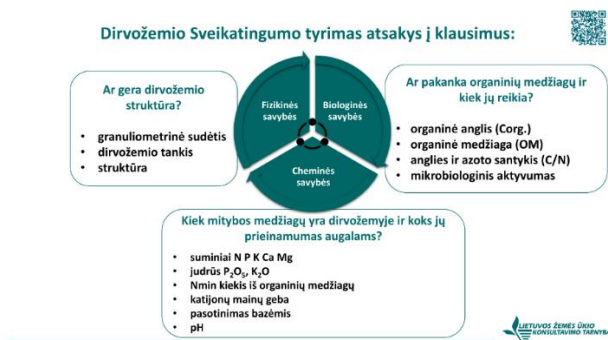 Dirvožemio Sveikatingumo tyrimas atsakys į klausimus:
Ar gera dirvožemio
struktūra?
• granuliometrinė sudėtis
• dirvožemio tankis
• struktūra
Fizikinės
savybės
Biologinės
savybės
Cheminės
savybės
Ar pakanka organinių medžiagų ir
kiek jų reikia?
• organinė anglis (Corg.)
• organinė medžiaga (OM)
• anglies ir azoto santykis (C/N)
• mikrobiologinis aktyvumas
Kiek mitybos medžiagų yra dirvožemyje ir koks jų
prieinamumas augalams?
• suminiai N P K Ca Mg
• judrūs P₂O₅, K₂O
• Nmin kiekis iš organinių medžiagų
• katijonų mainų geba
• pasotinimas bazėmis
• pH
LIETUVOS ŽEMĖS ŪKIO
KONSULTAVIMO TARNYBA